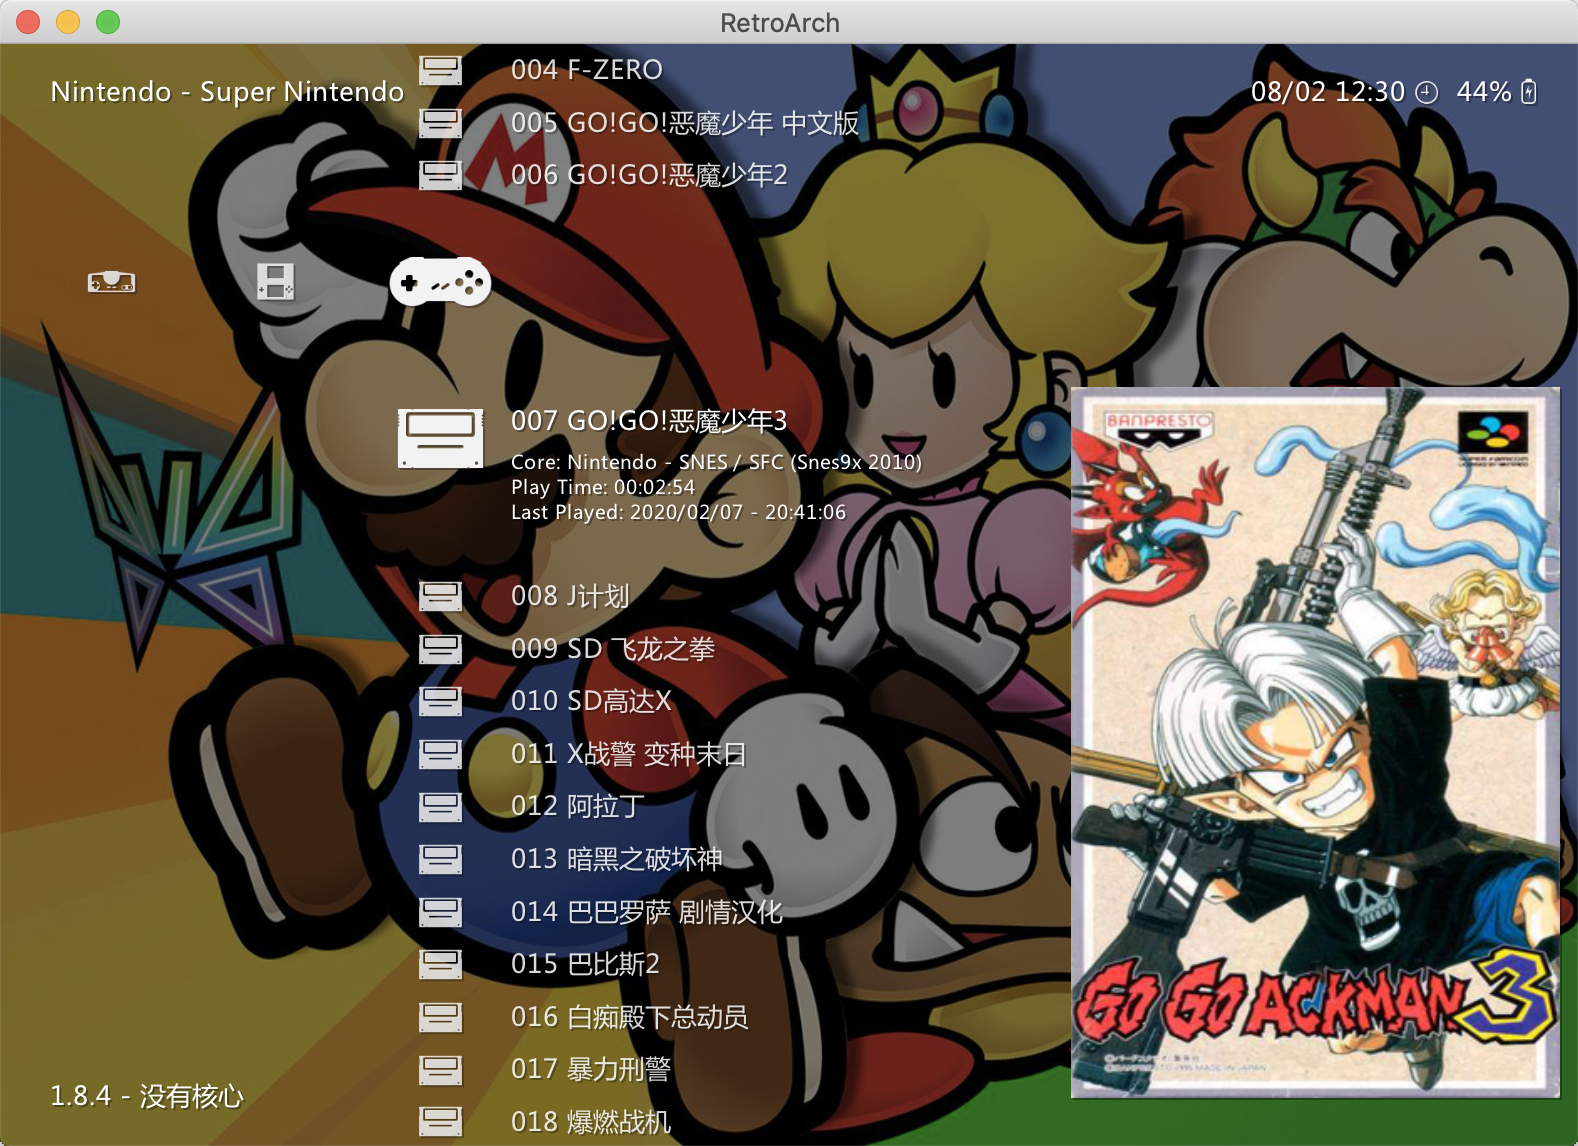 RetroArch
Nintendo - Super Nintendo
08/02 12:30 44%
004 F-ZERO
005 GO!GO!恶魔少年 中文版
006 GO!GO!恶魔少年2
007 GO!GO!恶魔少年3
Core: Nintendo - SNES / SFC (Snes9x 2010)
Play Time: 00:02:54
Last Played: 2020/02/07 - 20:41:06
008 J计划
009 SD 飞龙之拳
010 SD高达X
011 X战警 变种末日
012 阿拉丁
013 暗黑之破坏神
014 巴巴罗萨 剧情汉化
015 巴比斯2
016 白痴殿下总动员
017 暴力刑警
018 爆燃战机
1.8.4 - 没有核心
M
BANPRESTO
SUPER FAMICOM
GO GO ACKMAN 3